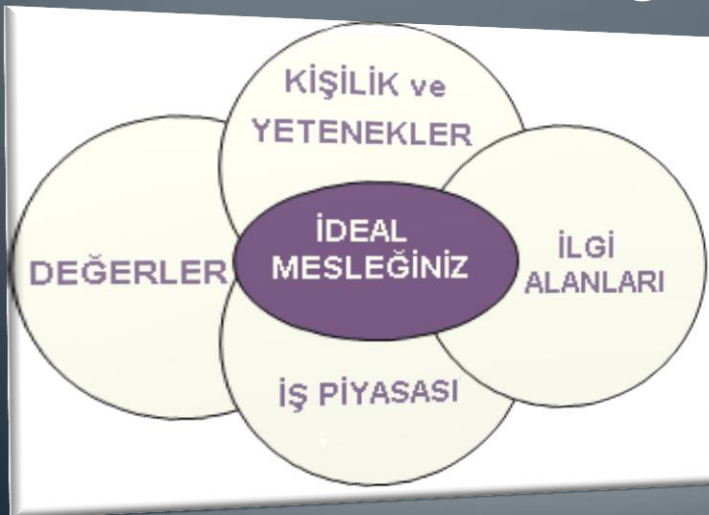 KİŞİLİK ve
YETENEKLER
DEĞERLER
İDEAL
MESLEĞİNİZ
İLGİ
ALANLARI
İŞ PİYASASI